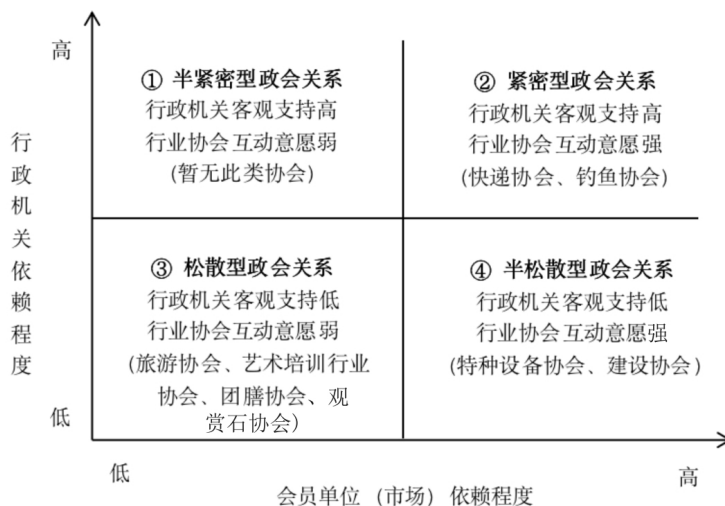 高
① 半紧密型政会关系
行政机关客观支持高
行业协会互动意愿弱
(暂无此类协会)
② 紧密型政会关系
行政机关客观支持高
行业协会互动意愿强
(快递协会、钓鱼协会)
行政机关依赖程度
③ 松散型政会关系
行政机关客观支持低
行业协会互动意愿弱
(旅游协会、艺术培训行业
协会、团膳协会、观
赏石协会)
④ 半松散型政会关系
行政机关客观支持低
行业协会互动意愿强
(特种设备协会、建设协会)
低
低
高
会员单位 (市场) 依赖程度